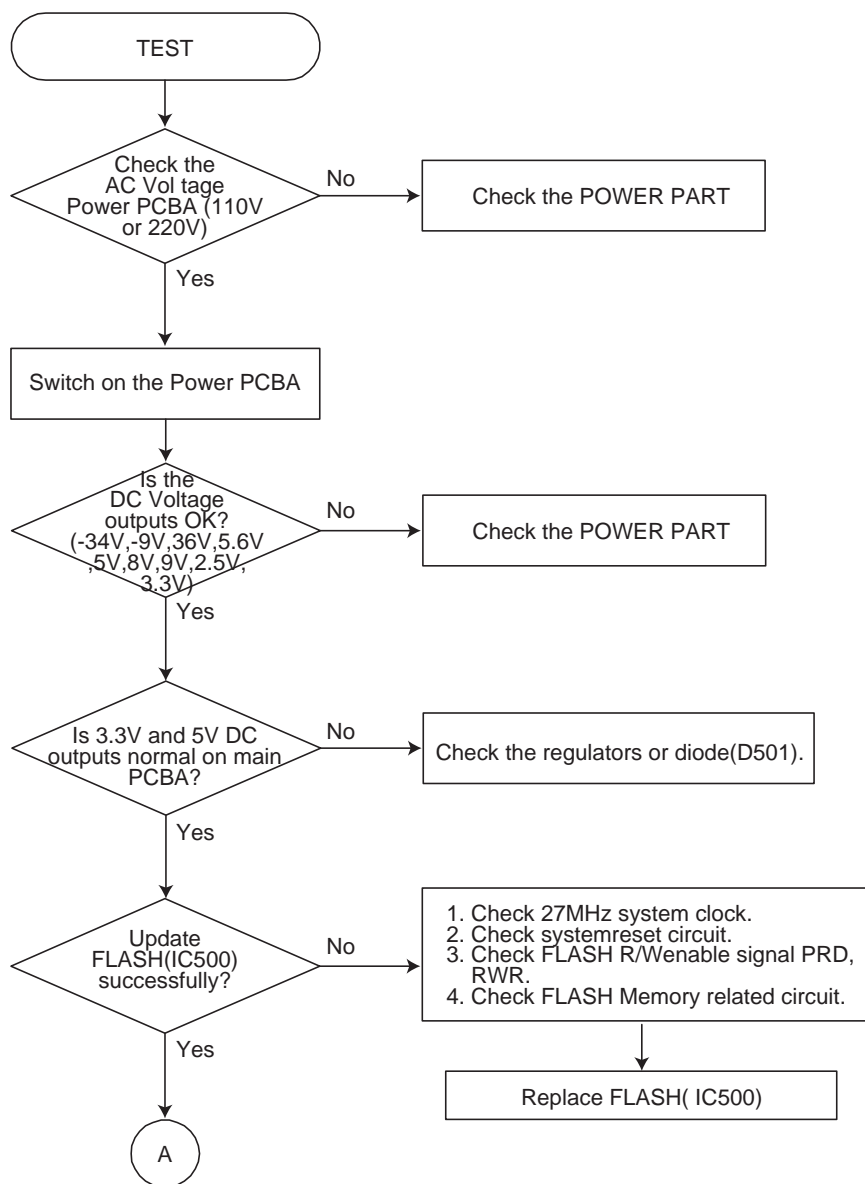 TEST
Check the
AC Vol tage
Power PCBA (110V
or 220V)
No
Check the POWER PART
Yes
Switch on the Power PCBA
Is the
DC Voltage
outputs OK?
(-34V,-9V,36V,5.6V
,5V,8V,9V,2.5V,
3.3V)
No
Check the POWER PART
Yes
Is 3.3V and 5V DC
outputs normal on main
PCBA?
No
Check the regulators or diode(D501).
Yes
Update
FLASH(IC500)
successfully?
No
1. Check 27MHz system clock.
2. Check systemreset circuit.
3. Check FLASH R/Wenable signal PRD,
RWR.
4. Check FLASH Memory related circuit.
Yes
Replace FLASH( IC500)
A